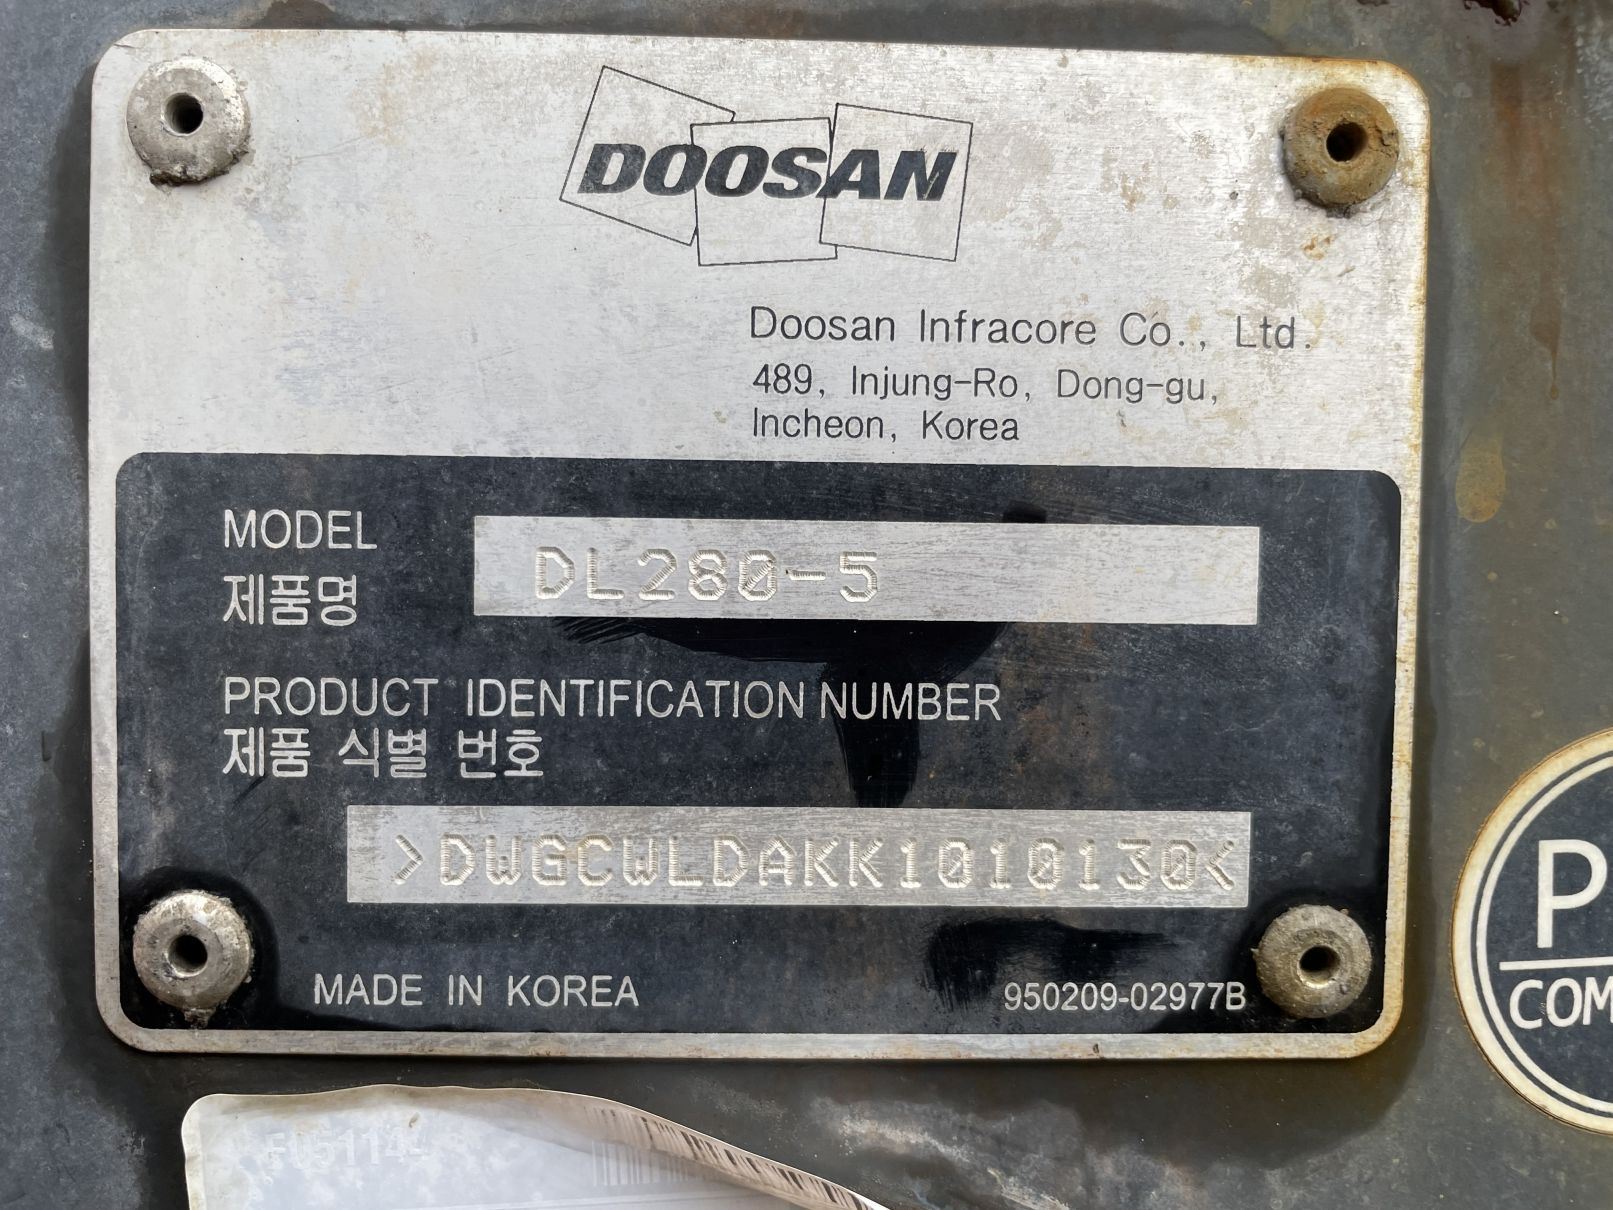 DOOSAN
Doosan Infracore Co., Ltd.
489, Injung-Ro, Dong-gu,
Incheon, Korea
MODEL
제품명
DL280-5
PRODUCT IDENTIFICATION NUMBER
제품 식별 번호
>DWGCWLDAKK1010130<
MADE IN KOREA
950209-02977B